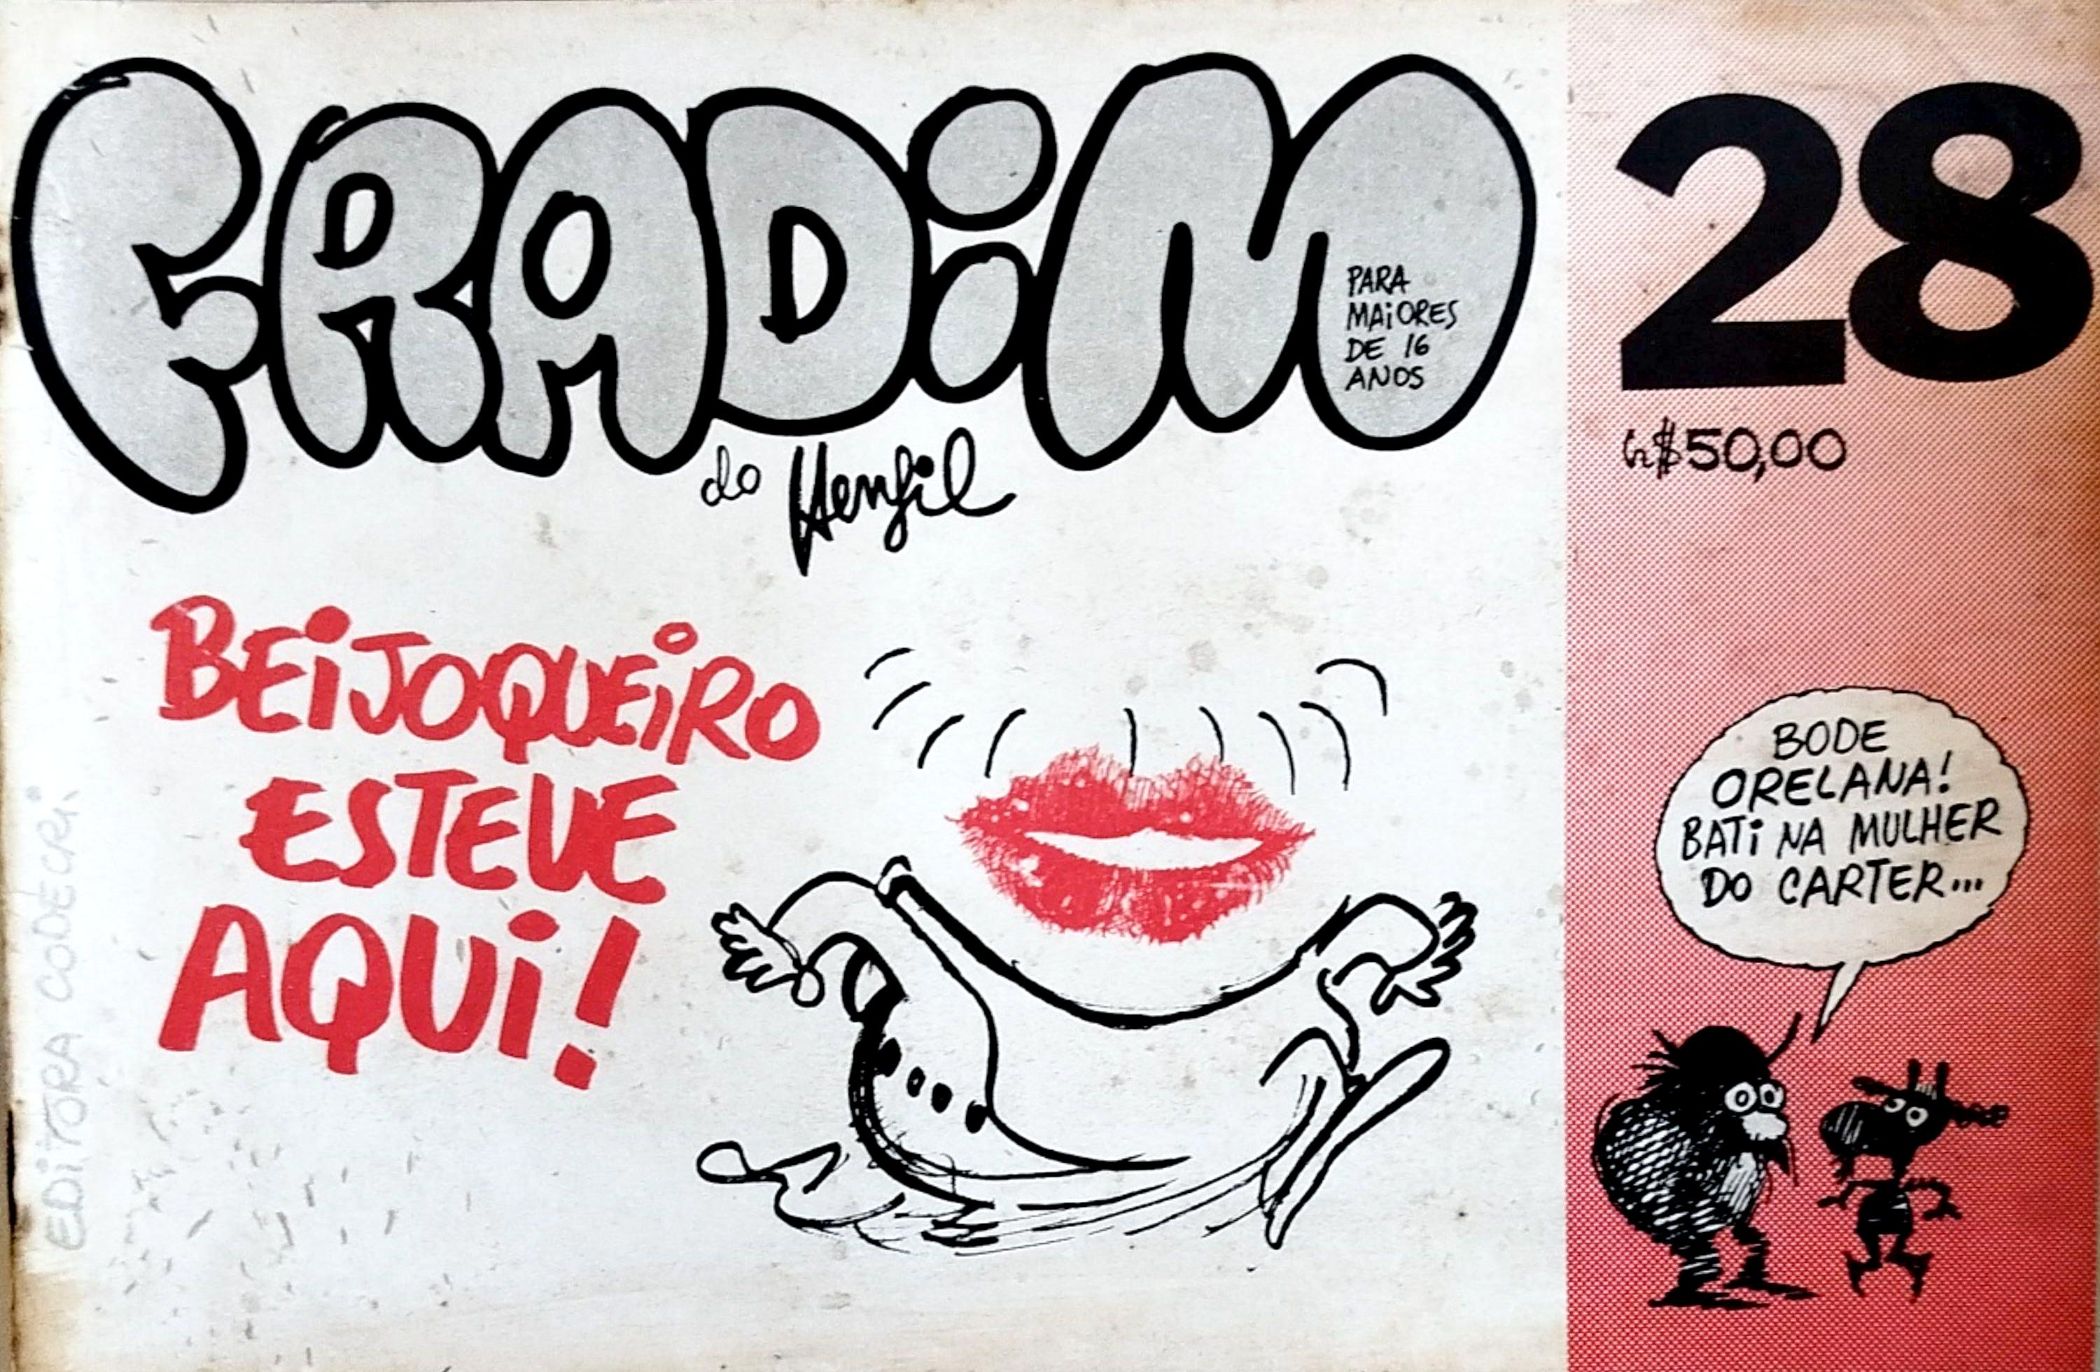 FRADiM
PARA
MAiORES
DE 16
ANOS
do Henfil
28
Cr$50,00
BEiJOQUEiRO
ESTEVE
AQUi!
BODE
ORELANA!
BATi NA MULHER
DO CARTER...
EDiTORA CODECRi.